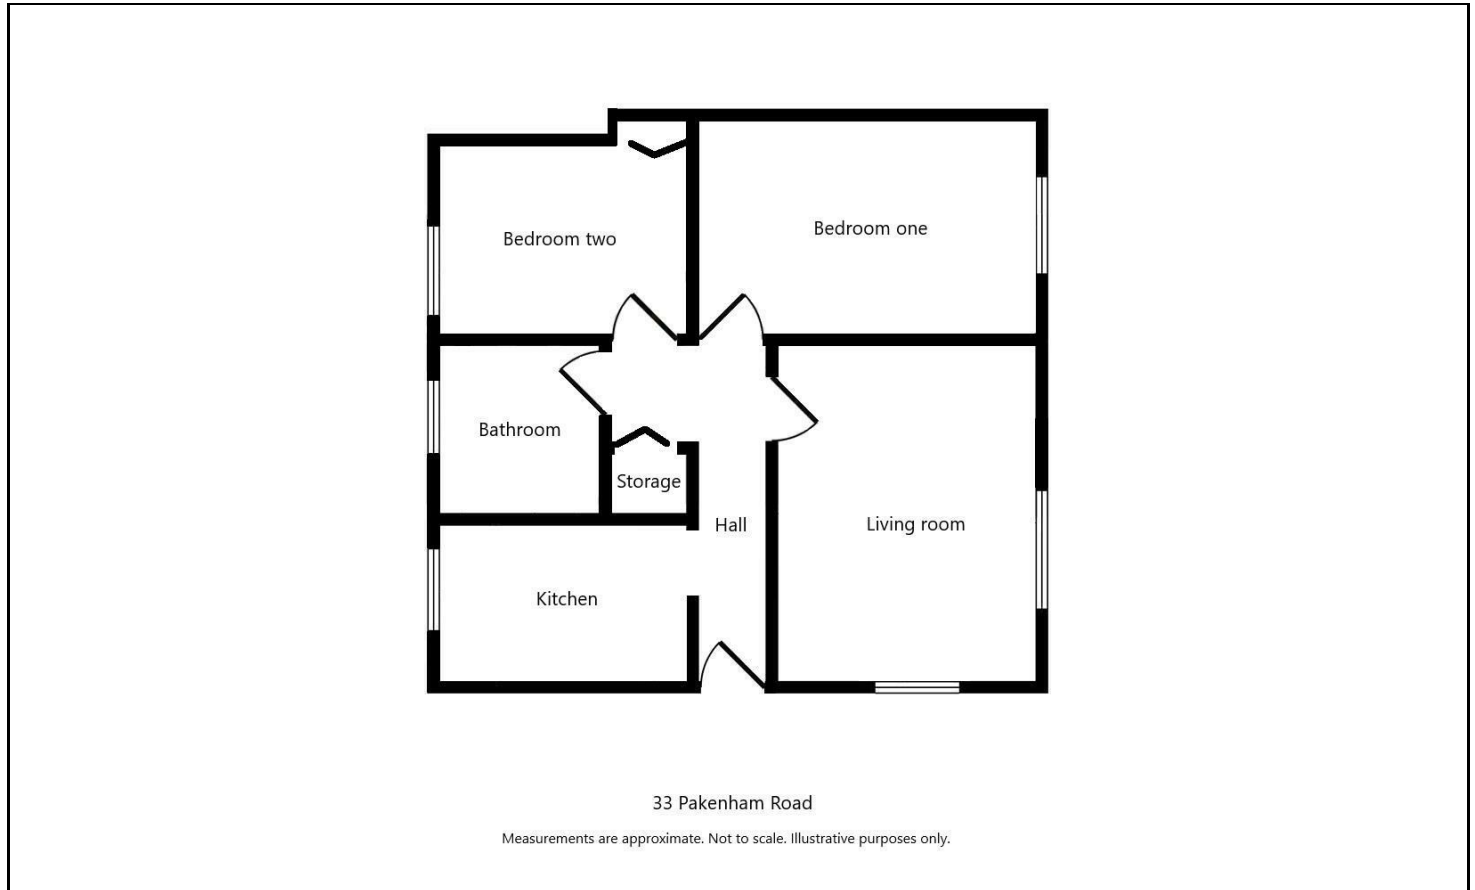 Bedroom one
Bedroom two
Bathroom
Storage
Hall
Living room
Kitchen
33 Pakenham Road
Measurements are approximate. Not to scale. Illustrative purposes only.